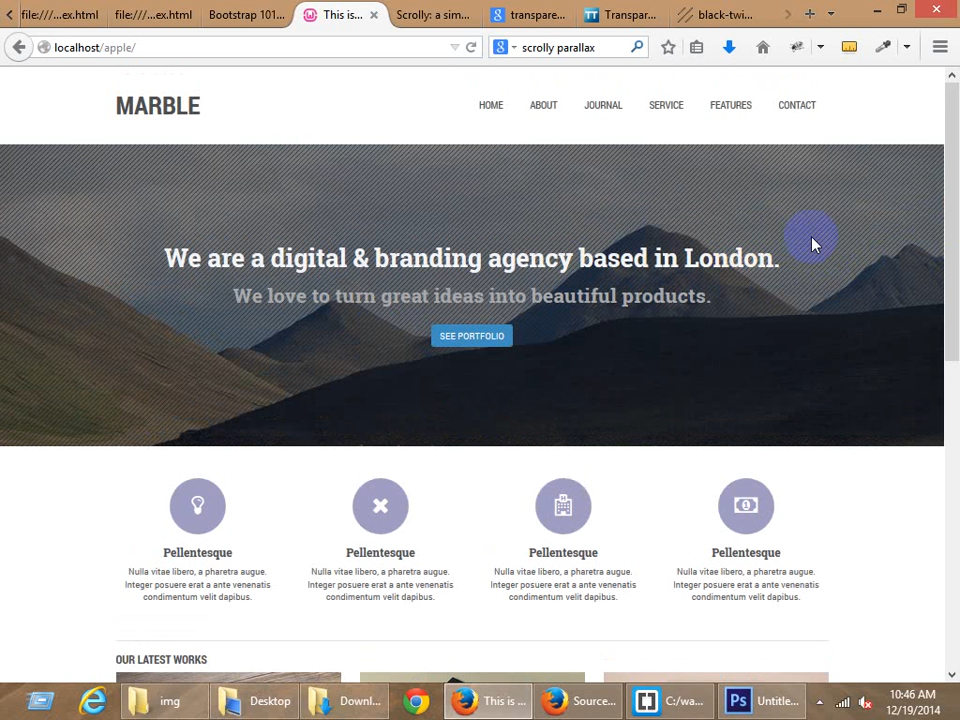 file:///...ex.html
file:///...ex.html
Bootstrap 101...
This is...
Scrolly: a sim...
transpare...
Transpar...
black-twi...
localhost/apple/
scrolly parallax
MARBLE
HOME ABOUT JOURNAL SERVICE FEATURES CONTACT
We are a digital & branding agency based in London.
We love to turn great ideas into beautiful products.
SEE PORTFOLIO
Pellentesque
Nulla vitae libero, a pharetra augue.
Integer posuere erat a ante venenatis
condimentum velit dapibus.
Pellentesque
Nulla vitae libero, a pharetra augue.
Integer posuere erat a ante venenatis
condimentum velit dapibus.
Pellentesque
Nulla vitae libero, a pharetra augue.
Integer posuere erat a ante venenatis
condimentum velit dapibus.
Pellentesque
Nulla vitae libero, a pharetra augue.
Integer posuere erat a ante venenatis
condimentum velit dapibus.
OUR LATEST WORKS
img
Desktop
Downl...
This is ...
Source...
C:/wa...
Untitle...
10:46 AM
12/19/2014